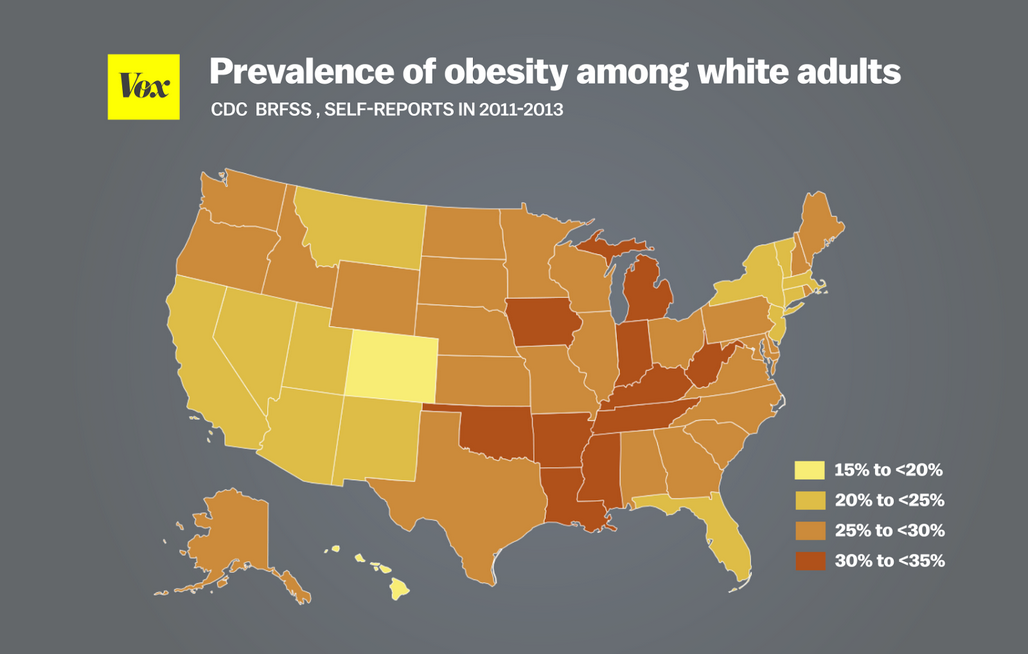 Vox
Prevalence of obesity among white adults
CDC BRFSS , SELF-REPORTS IN 2011-2013
15% to <20%
20% to <25%
25% to <30%
30% to <35%